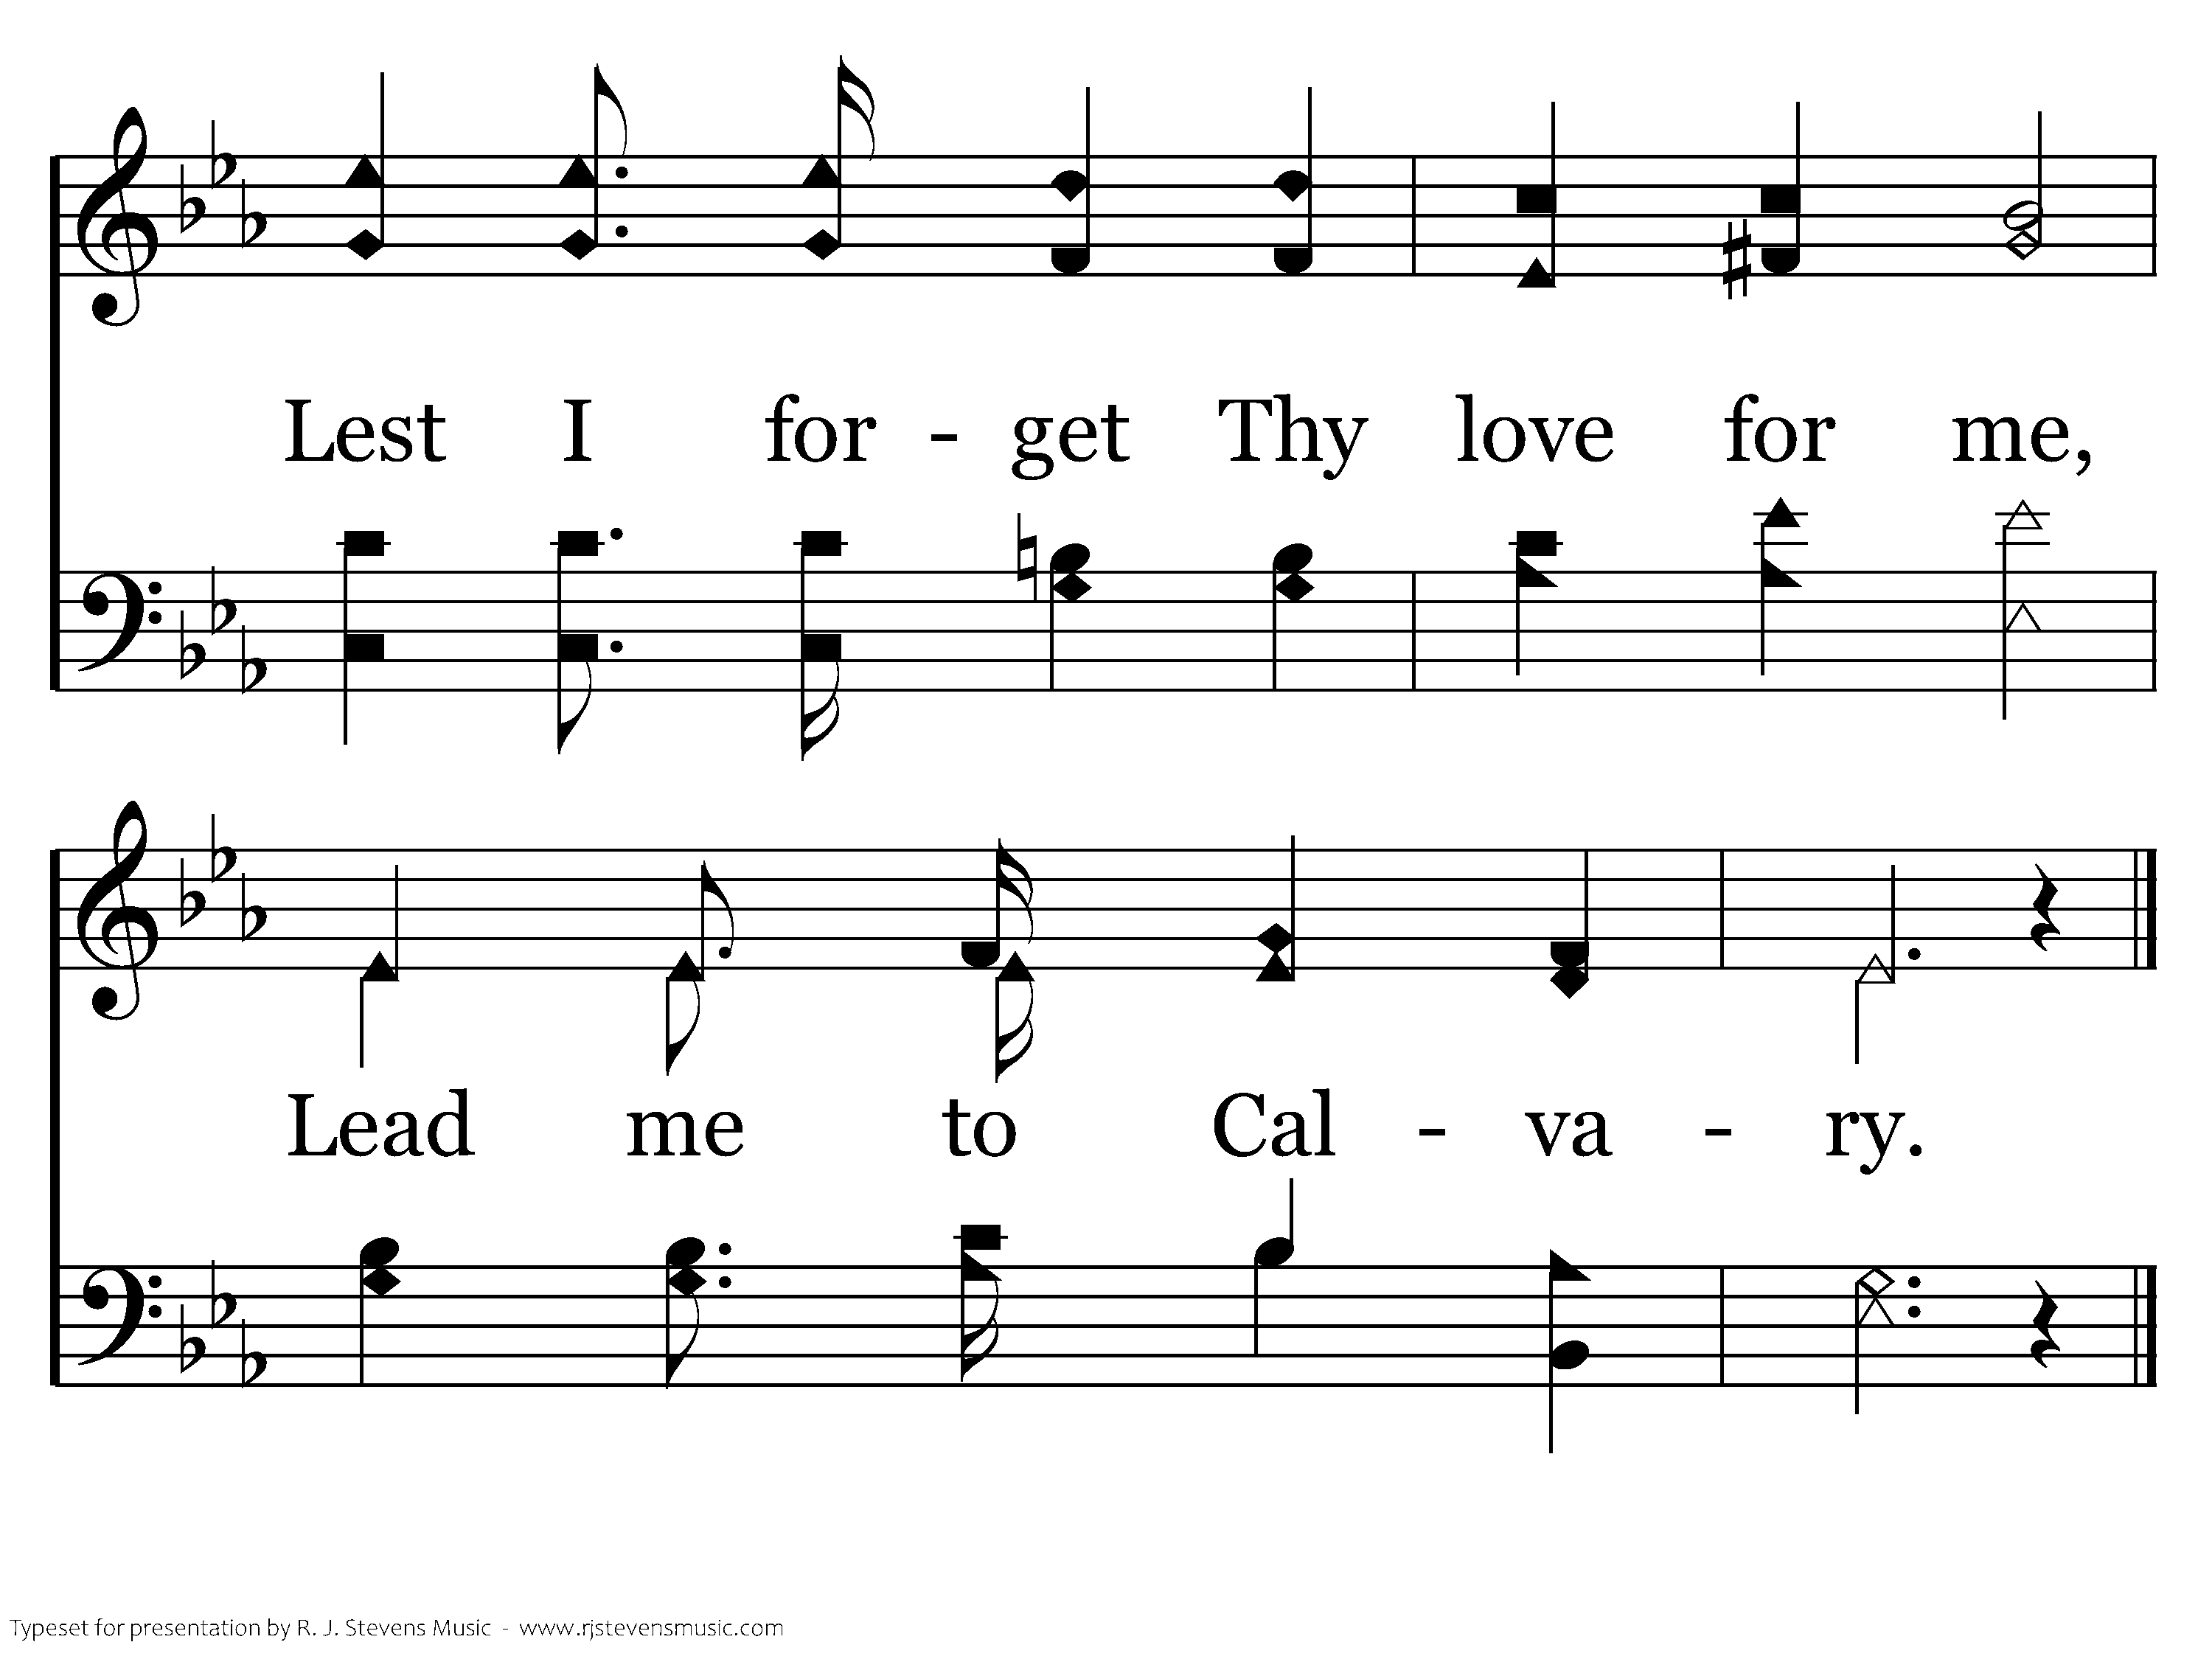 Lest I for - get Thy love for me,
Lead me to Cal - va - ry.
Typeset for presentation by R. J. Stevens Music - www.rjstevensmusic.com